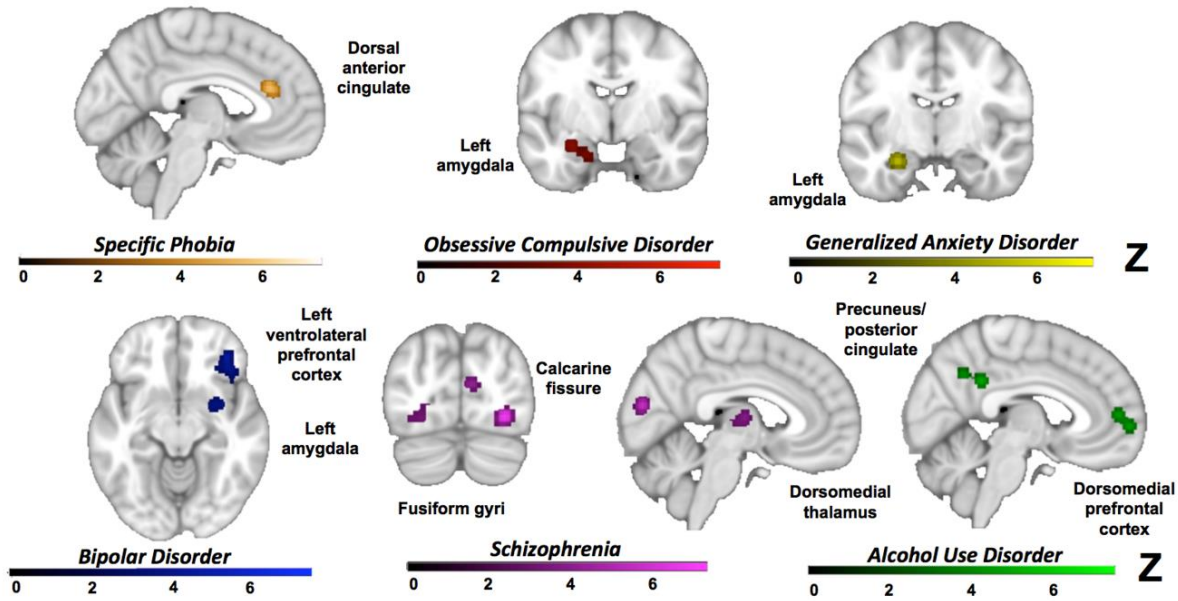 Dorsal
anterior
cingulate
Left
amygdala
Left
amygdala
Specific Phobia
0 2 4 6
Obsessive Compulsive Disorder
0 2 4 6
Generalized Anxiety Disorder
0 2 4 6
Z
Left
ventrolateral
prefrontal
cortex
Left
amygdala
Calcarine
fissure
Fusiform gyri
Precuneus/
posterior
cingulate
Dorsomedial
thalamus
Dorsomedial
prefrontal
cortex
Bipolar Disorder
0 2 4 6
Schizophrenia
0 2 4 6
Alcohol Use Disorder
0 2 4 6
Z